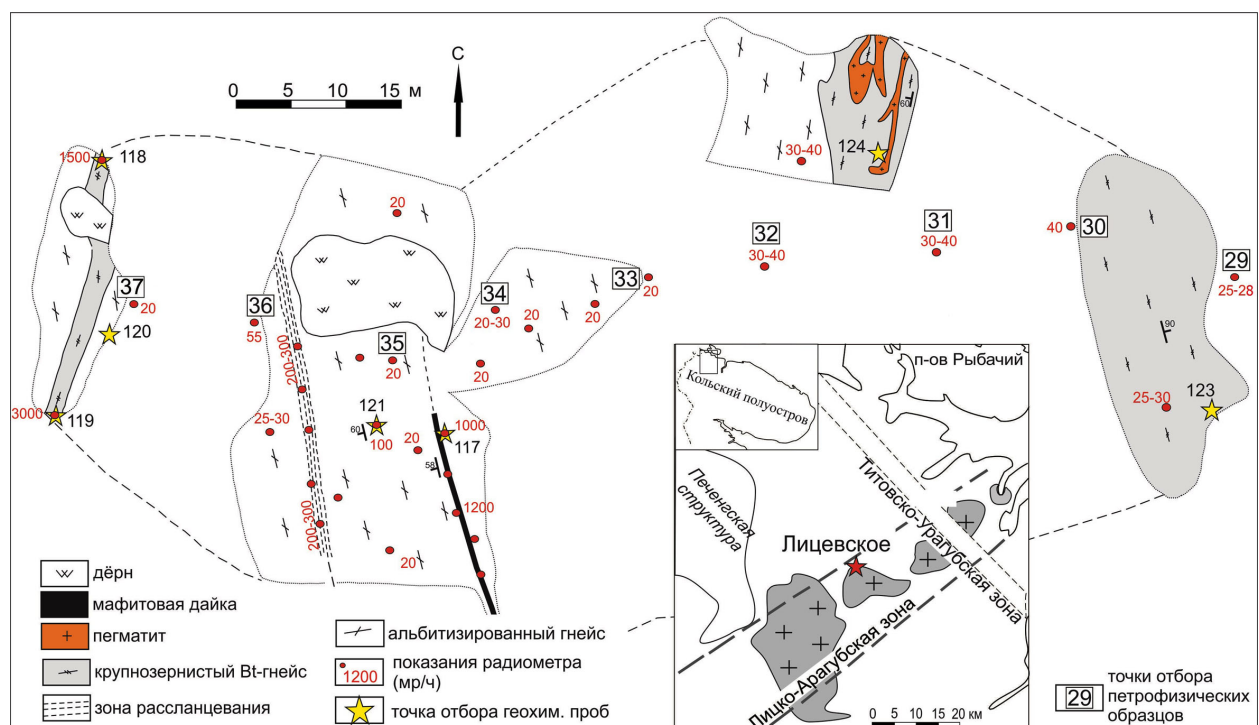 С
0 5 10 15 м
118
1500
37
20
120
3000
119
20
36
55
200-300
35
20
25-30
121
60
100
20
1000
117
58
1200
200-300
20
34
20-30
20
20
33
20
124
60
30-40
32
30-40
31
30-40
40
30
29
25-28
90
25-30
123
дёрн
мафитовая дайка
пегматит
крупнозернистый Bt-гнейс
зона рассланцевания
альбитизированный гнейс
1200
показания радиометра
(мр/ч)
точка отбора геохим. проб
Кольский полуостров
п-ов Рыбачий
Печенгская
структура
Титовско-Урагубская зона
Лицевское
Лицко-Арагубская зона
0 5 10 15 20 км
29
точки отбора
петрофизических
образцов